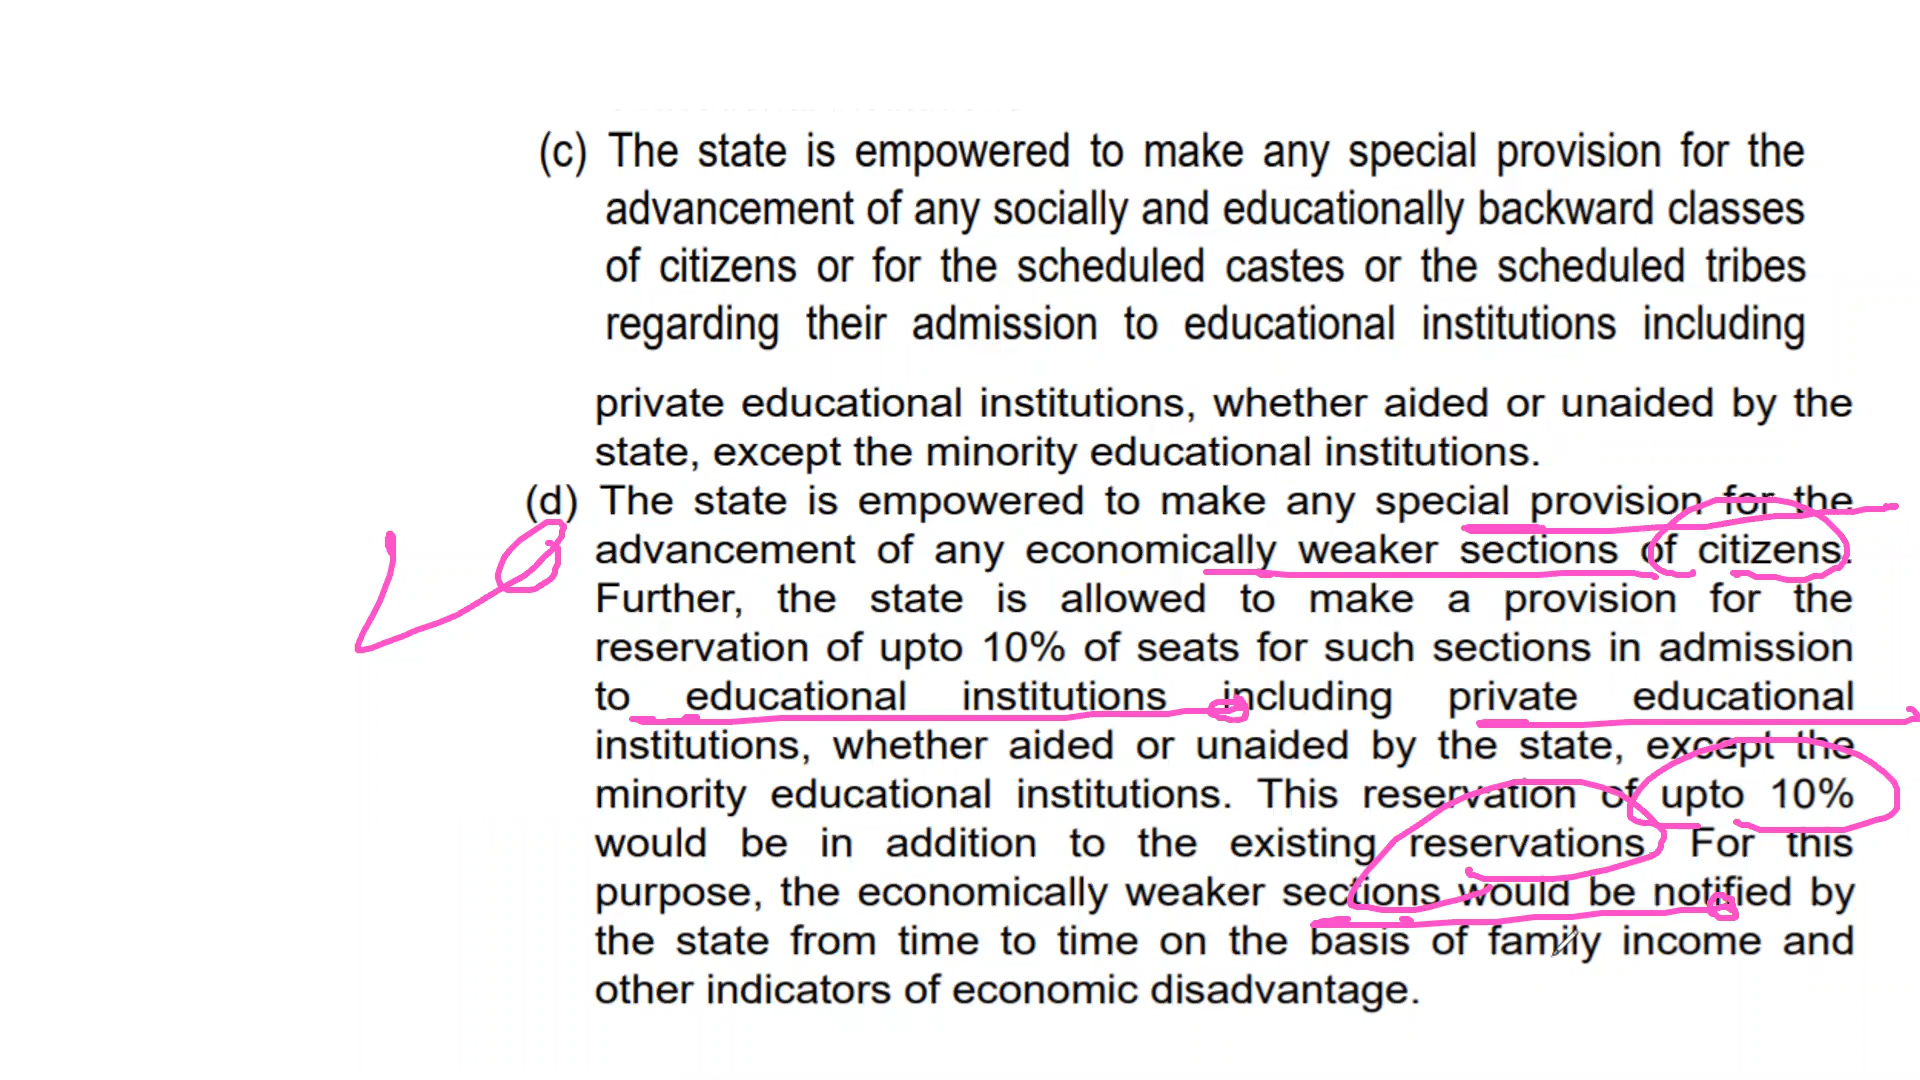 (c) The state is empowered to make any special provision for the
advancement of any socially and educationally backward classes
of citizens or for the scheduled castes or the scheduled tribes
regarding their admission to educational institutions including
private educational institutions, whether aided or unaided by the
state, except the minority educational institutions.
(d) The state is empowered to make any special provision for the
advancement of any economically weaker sections of citizens.
Further, the state is allowed to make a provision for the
reservation of upto 10% of seats for such sections in admission
to educational institutions including private educational
institutions, whether aided or unaided by the state, except the
minority educational institutions. This reservation of upto 10%
would be in addition to the existing reservations. For this
purpose, the economically weaker sections would be notified by
the state from time to time on the basis of family income and
other indicators of economic disadvantage.